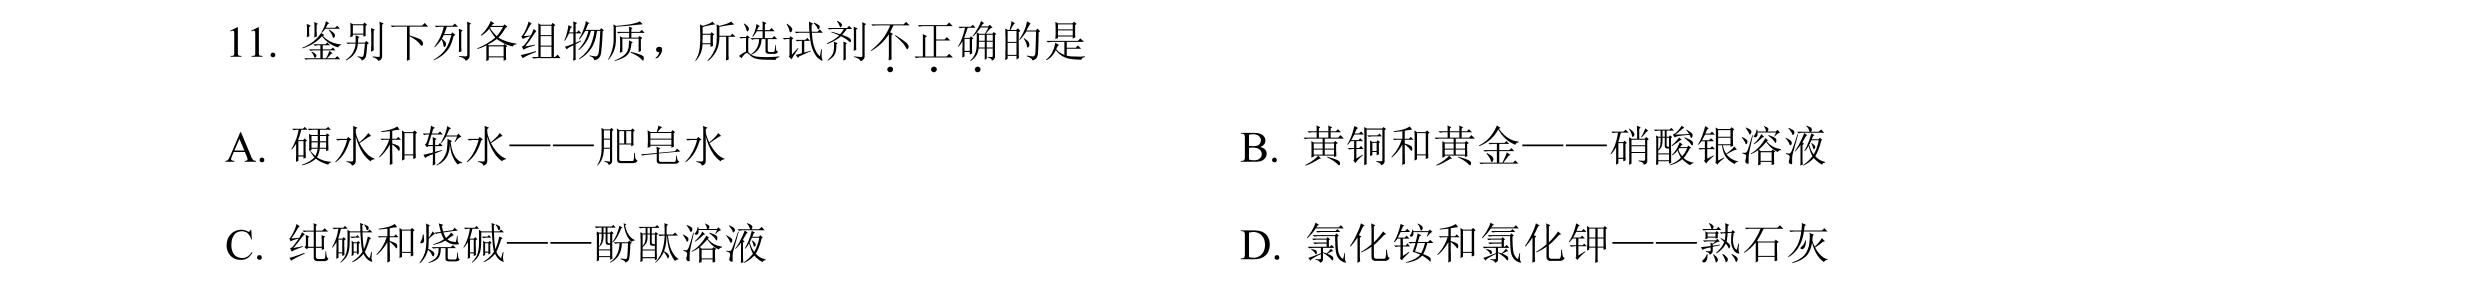 11. 鉴别下列各组物质，所选试剂不正确的是
A. 硬水和软水——肥皂水 B. 黄铜和黄金——硝酸银溶液
C. 纯碱和烧碱——酚酞溶液 D. 氯化铵和氯化钾——熟石灰